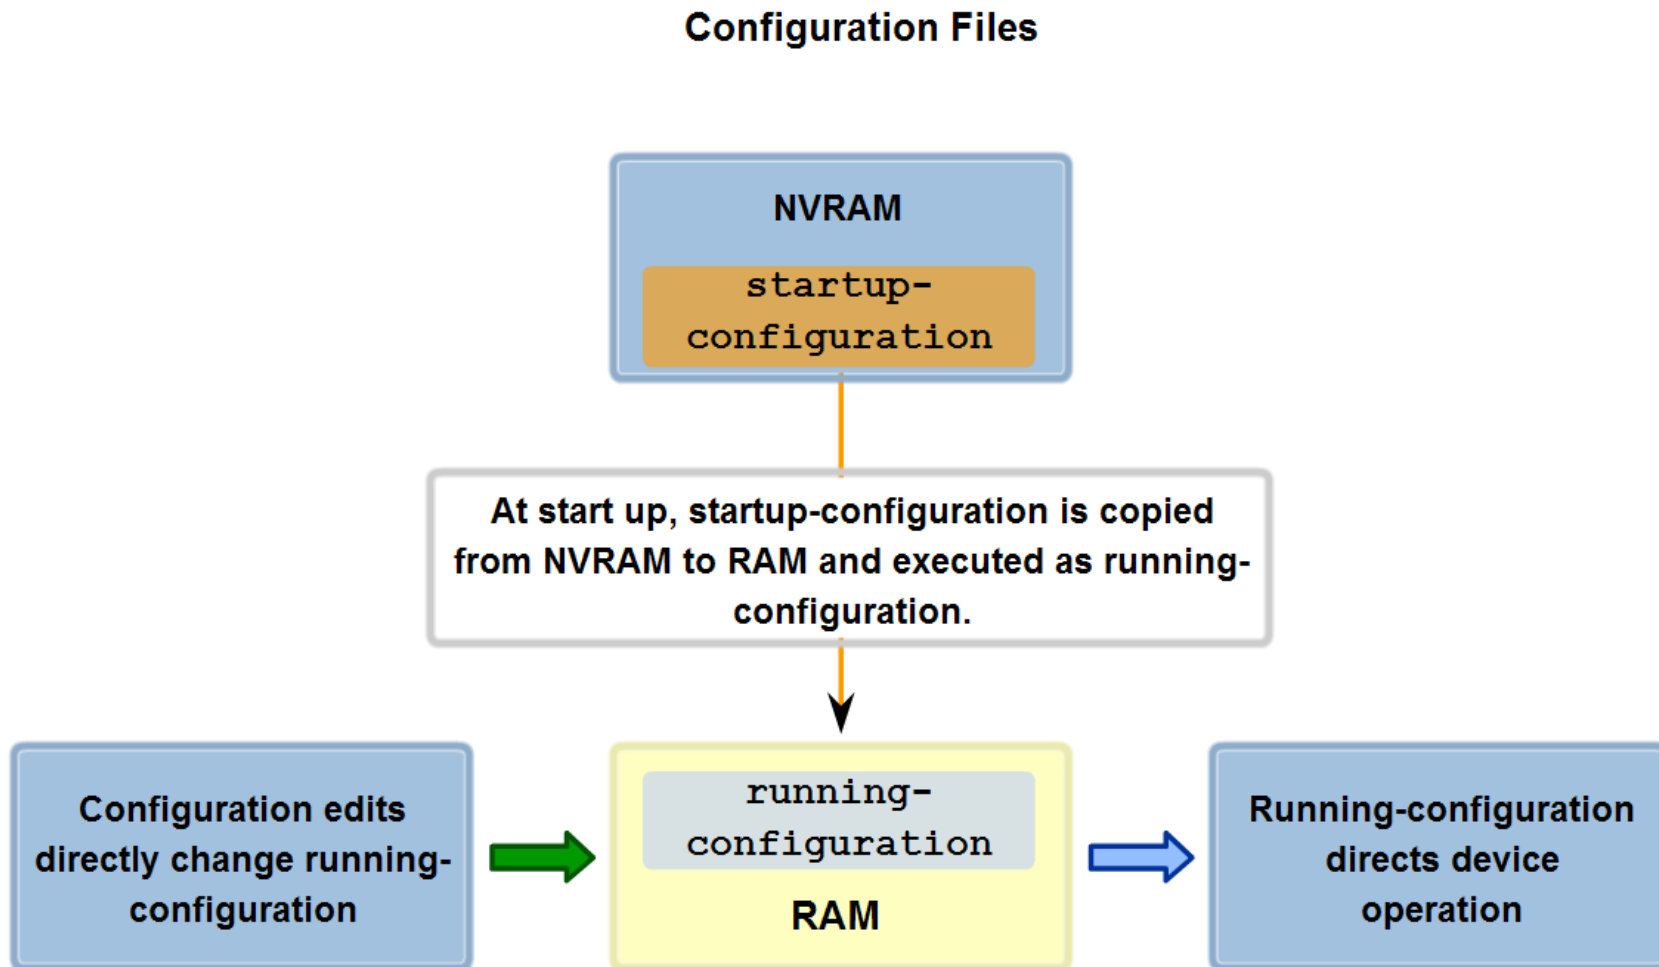 Configuration Files
NVRAM
startup-
configuration
At start up, startup-configuration is copied
from NVRAM to RAM and executed as running-
configuration.
Configuration edits
directly change running-
configuration
running-
configuration
RAM
Running-configuration
directs device
operation